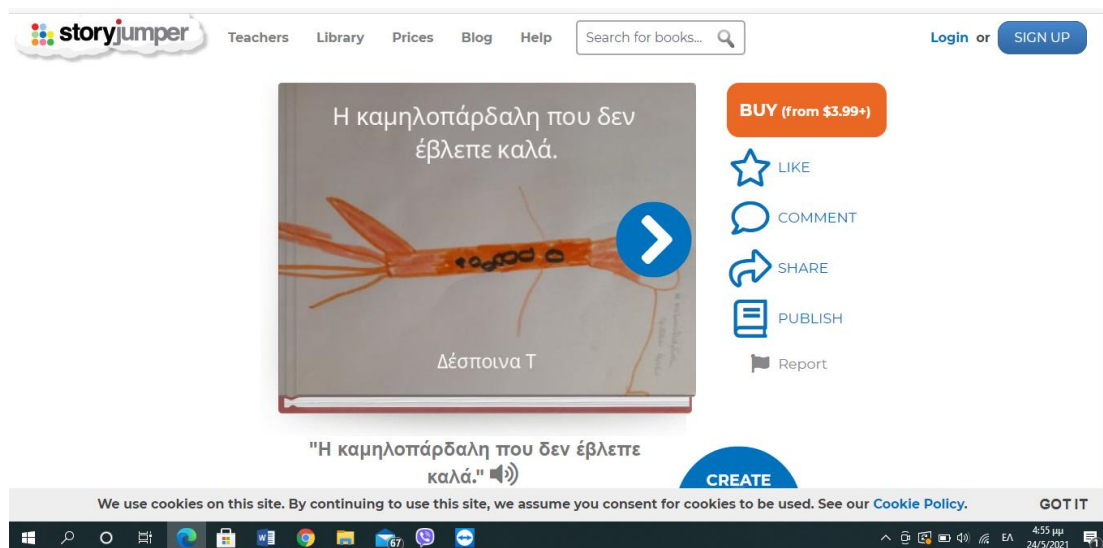 storyjumper
Teachers Library Prices Blog Help Search for books... Login or SIGN UP
Η καμηλοπάρδαλη που δεν
έβλεπε καλά.
Δέσποινα Τ
BUY (from $3.99+)
LIKE
COMMENT
SHARE
PUBLISH
Report
"Η καμηλοπάρδαλη που δεν έβλεπε
καλά."
CREATE
We use cookies on this site. By continuing to use this site, we assume you consent for cookies to be used. See our Cookie Policy. GOT IT
67 ΕΛ 4:55 μμ
24/5/2021 1